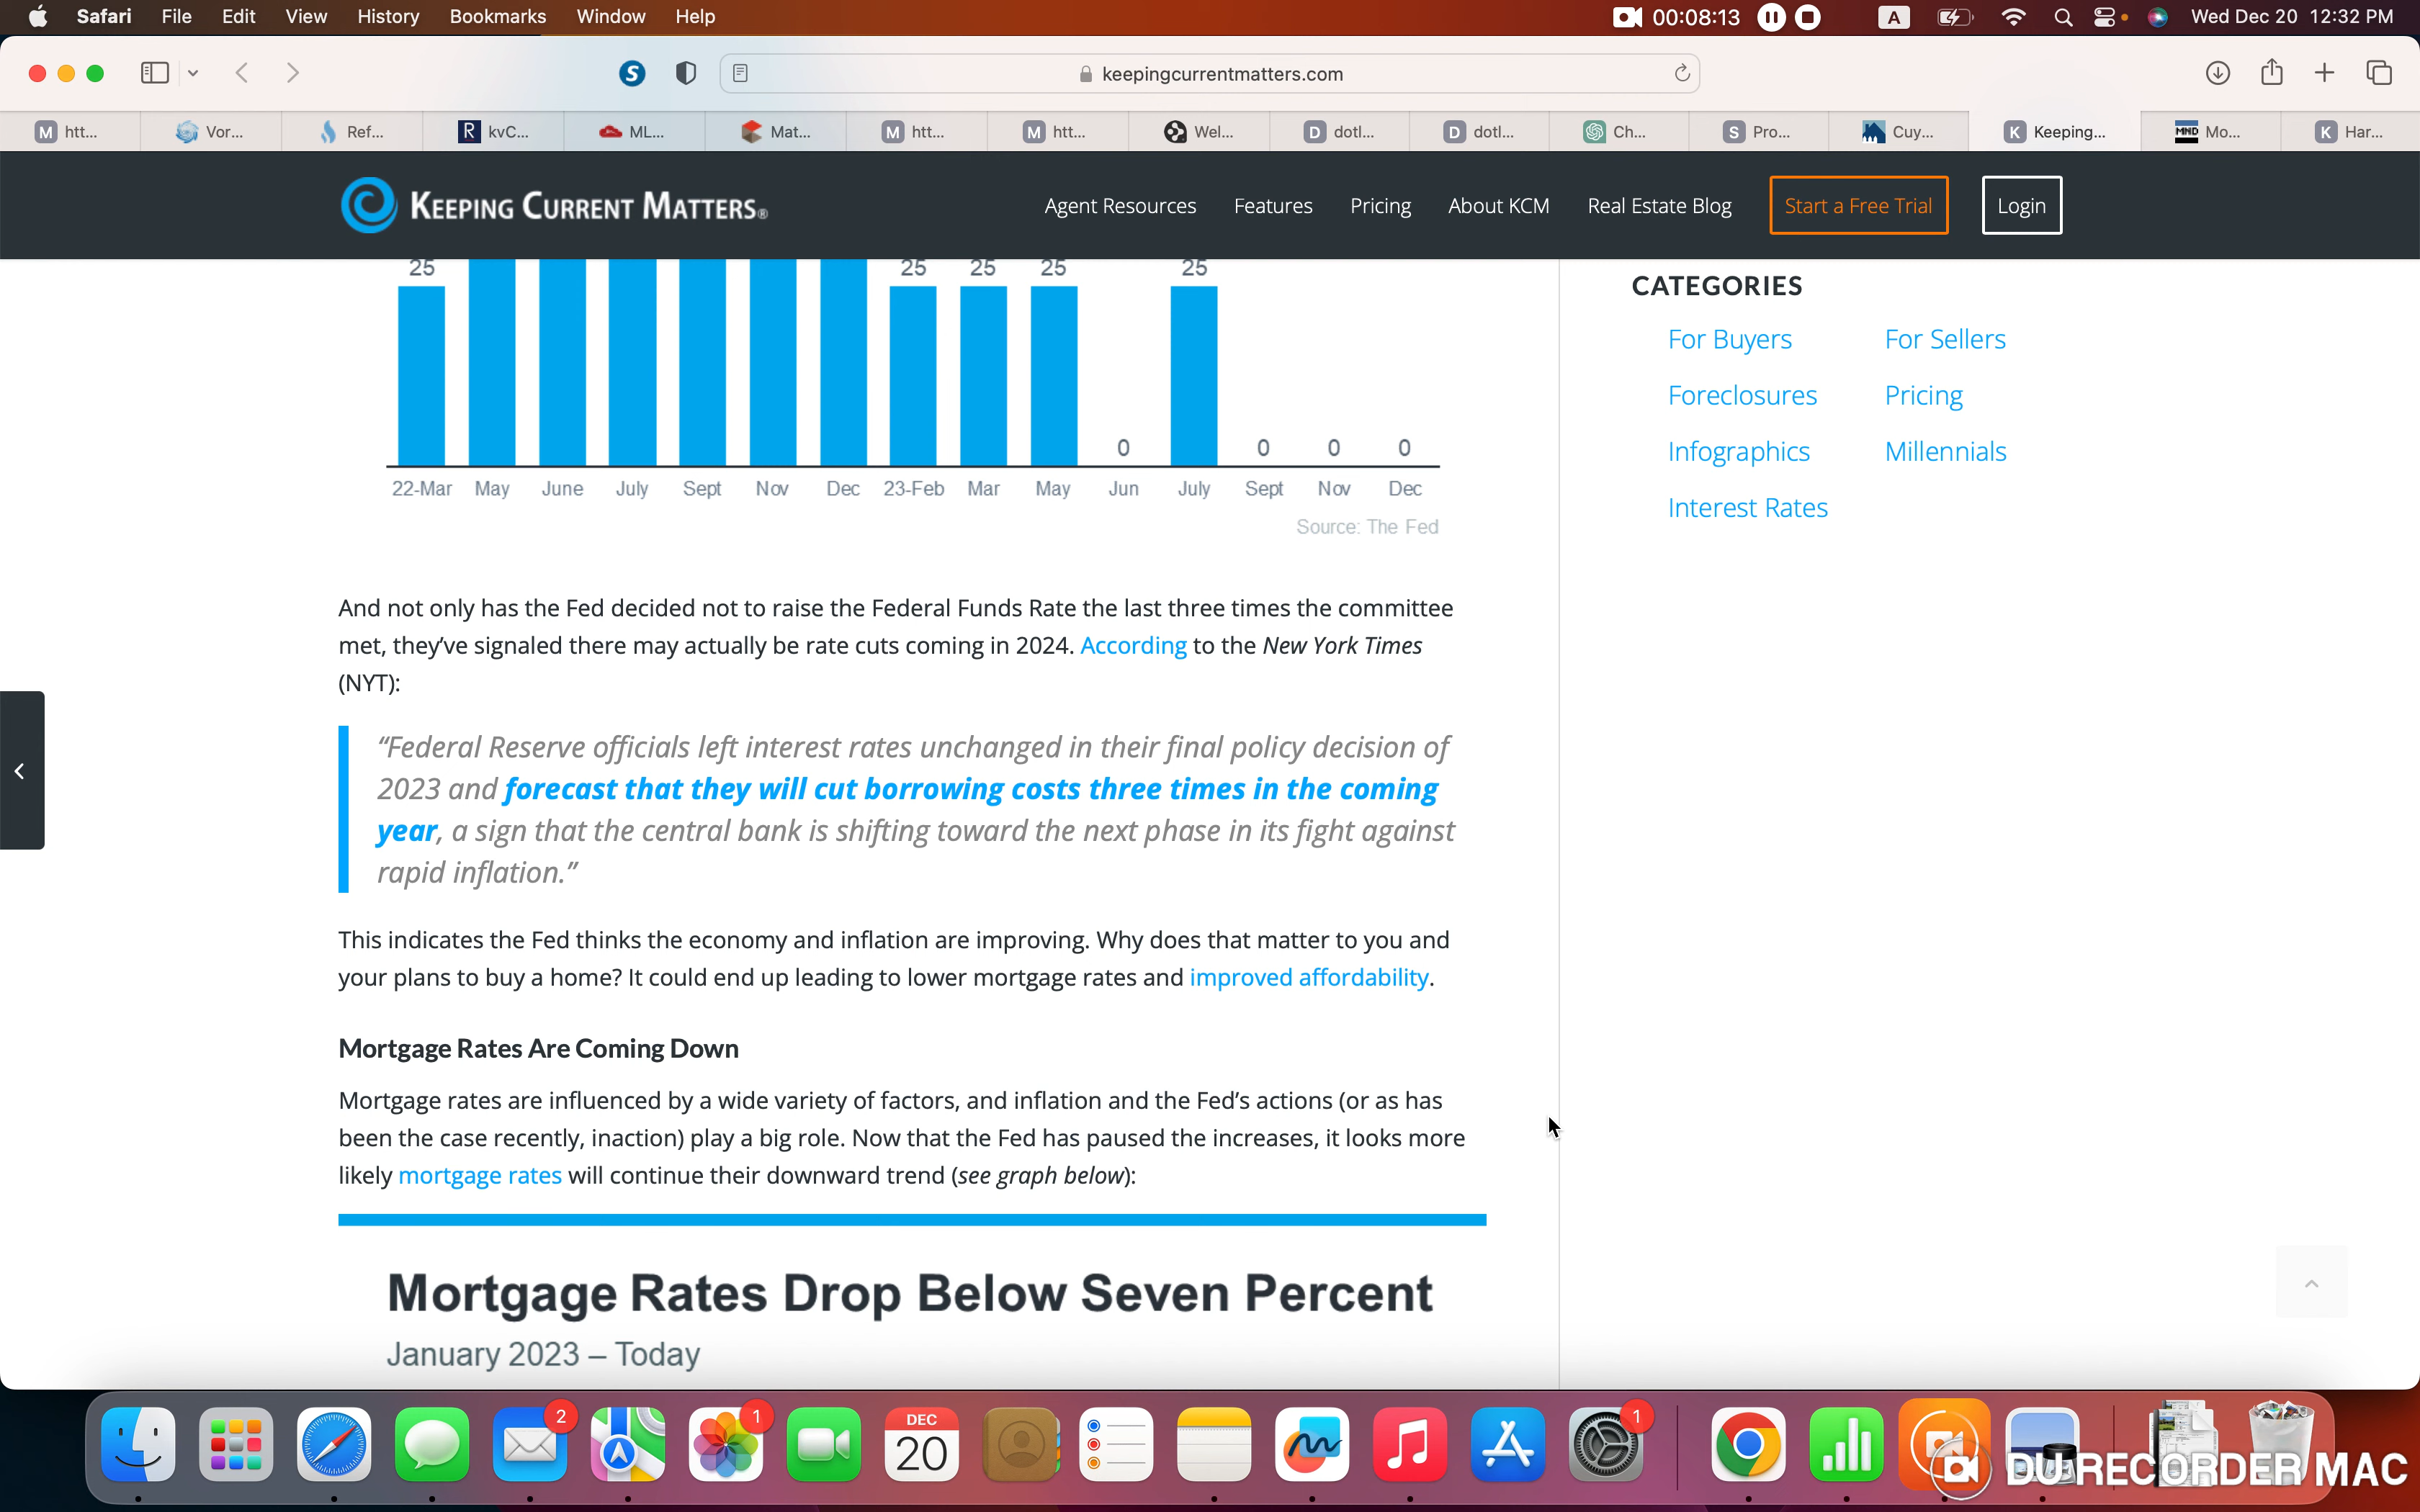 Safari File Edit View History Bookmarks Window Help 00:08:13 A Wed Dec 20 12:32 PM
S keepingcurrentmatters.com
M htt... Vor... Ref... R kvC... ML... Mat... M htt... M htt... Wel... D dotl... D dotl... Ch... S Pro... Cuy... K Keeping... MND Mo... K Har...
KEEPING CURRENT MATTERS® Agent Resources Features Pricing About KCM Real Estate Blog Start a Free Trial Login
25 25 25 25 25
0 0 0 0
22-Mar May June July Sept Nov Dec 23-Feb Mar May Jun July Sept Nov Dec
Source: The Fed
And not only has the Fed decided not to raise the Federal Funds Rate the last three times the committee
met, they’ve signaled there may actually be rate cuts coming in 2024. According to the New York Times
(NYT):
“Federal Reserve officials left interest rates unchanged in their final policy decision of
2023 and forecast that they will cut borrowing costs three times in the coming
year, a sign that the central bank is shifting toward the next phase in its fight against
rapid inflation.”
This indicates the Fed thinks the economy and inflation are improving. Why does that matter to you and
your plans to buy a home? It could end up leading to lower mortgage rates and improved affordability.
Mortgage Rates Are Coming Down
Mortgage rates are influenced by a wide variety of factors, and inflation and the Fed’s actions (or as has
been the case recently, inaction) play a big role. Now that the Fed has paused the increases, it looks more
likely mortgage rates will continue their downward trend (see graph below):
Mortgage Rates Drop Below Seven Percent
January 2023 – Today
CATEGORIES
For Buyers For Sellers
Foreclosures Pricing
Infographics Millennials
Interest Rates
2 1 DEC 20 1
DU RECORDER MAC